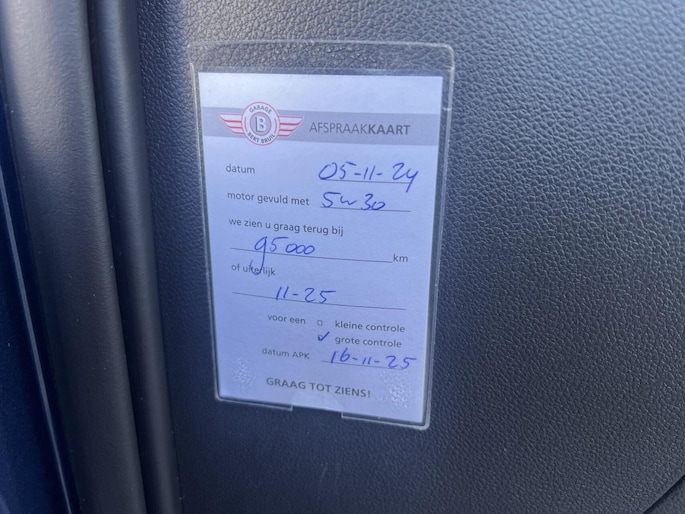 GARAGE
B
BERT BRUIL
AFSPRAAKKAART
datum 05-11-24
motor gevuld met 5w30
we zien u graag terug bij
95000 km
of uiterlijk
11-25
voor een kleine controle
✓ grote controle
datum APK 16-11-25
GRAAG TOT ZIENS!